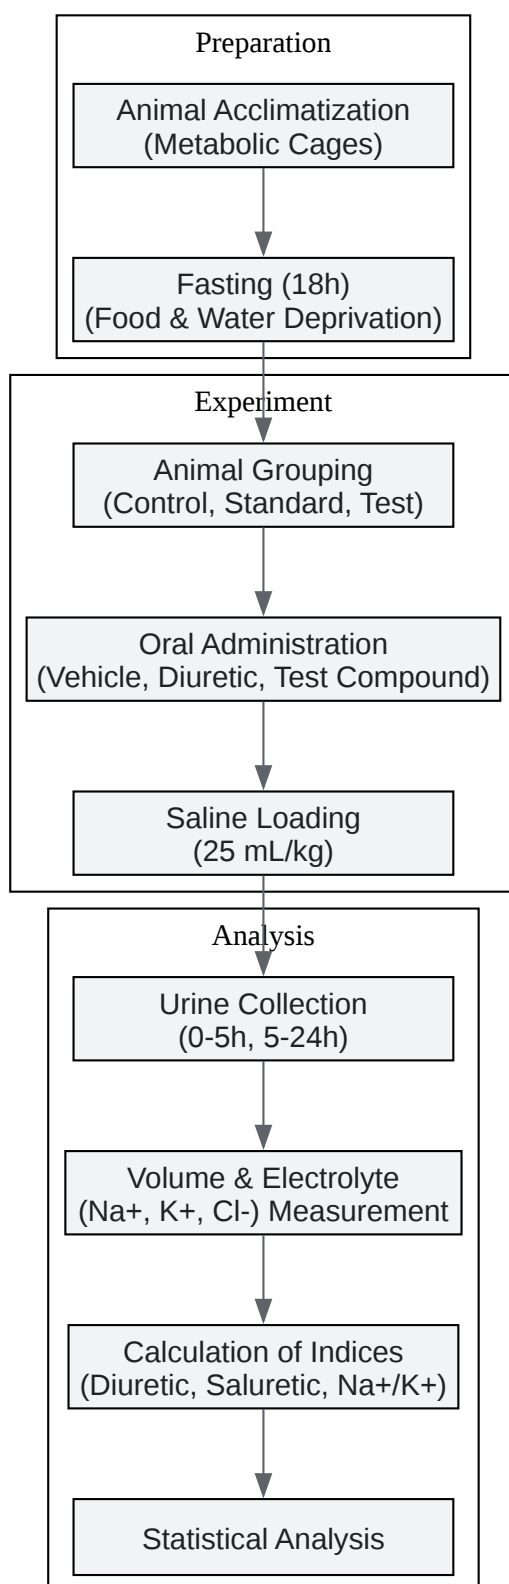 Preparation
Animal Acclimatization
(Metabolic Cages)
Fasting (18h)
(Food & Water Deprivation)
Experiment
Animal Grouping
(Control, Standard, Test)
Oral Administration
(Vehicle, Diuretic, Test Compound)
Saline Loading
(25 mL/kg)
Analysis
Urine Collection
(0-5h, 5-24h)
Volume & Electrolyte
(Na+, K+, Cl-) Measurement
Calculation of Indices
(Diuretic, Saluretic, Na+/K+)
Statistical Analysis